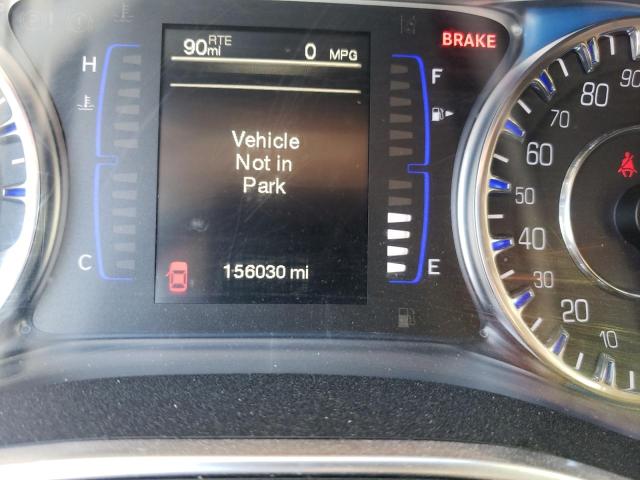 90mi RTE 0 MPG
BRAKE
H
F
Vehicle
Not in
Park
C
E
156030 mi
90
80
70
60
50
40
30
20
10